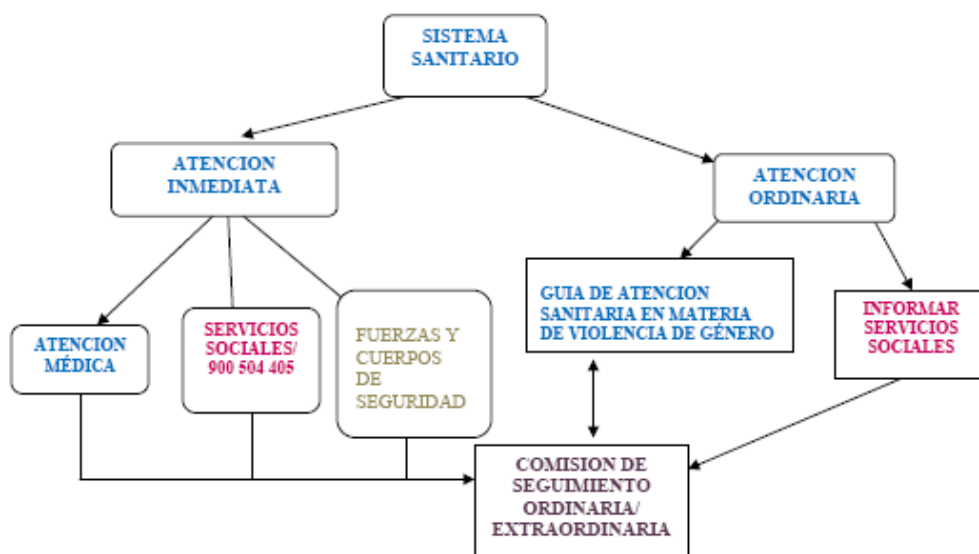 SISTEMA
SANITARIO
ATENCION
INMEDIATA
ATENCION
ORDINARIA
ATENCION
MÉDICA
SERVICIOS
SOCIALES/
900 504 405
FUERZAS Y
CUERPOS
DE
SEGURIDAD
GUIA DE ATENCION
SANITARIA EN MATERIA
DE VIOLENCIA DE GÉNERO
INFORMAR
SERVICIOS
SOCIALES
COMISION DE
SEGUIMIENTO
ORDINARIA/
EXTRAORDINARIA